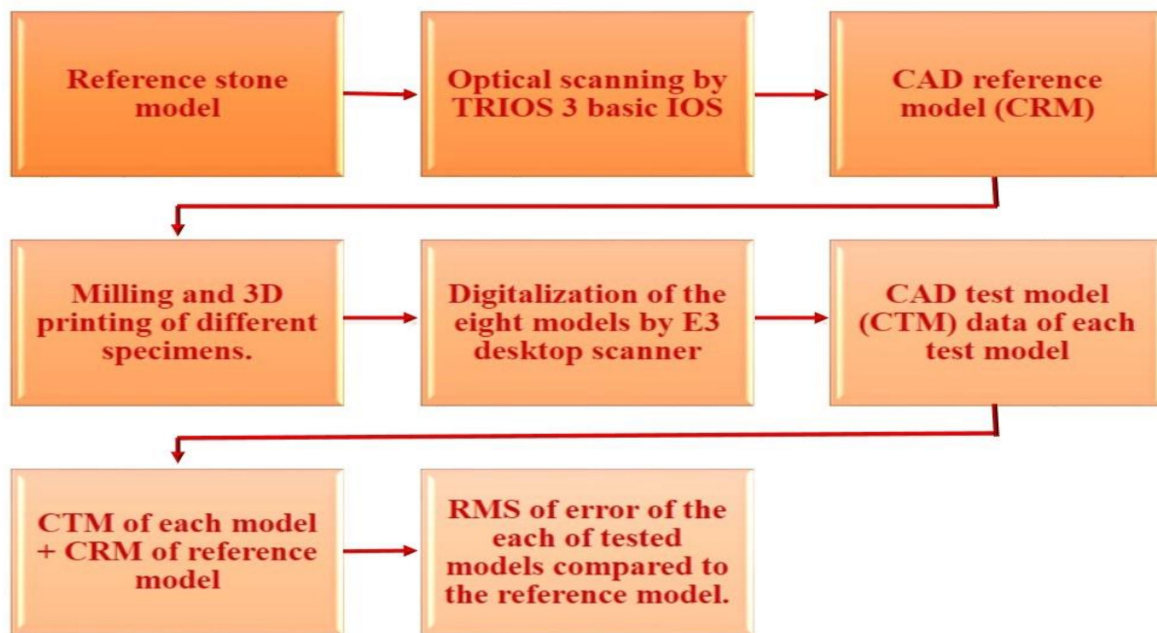 Reference stone
model
Optical scanning by
TRIOS 3 basic IOS
CAD reference
model (CRM)
Milling and 3D
printing of different
specimens.
Digitalization of the
eight models by E3
desktop scanner
CAD test model
(CTM) data of each
test model
CTM of each model
+ CRM of reference
model
RMS of error of the
each of tested
models compared to
the reference model.